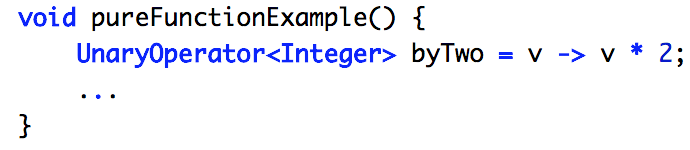 void pureFunctionExample() {
    UnaryOperator<Integer> byTwo = v -> v * 2;
    ...
}